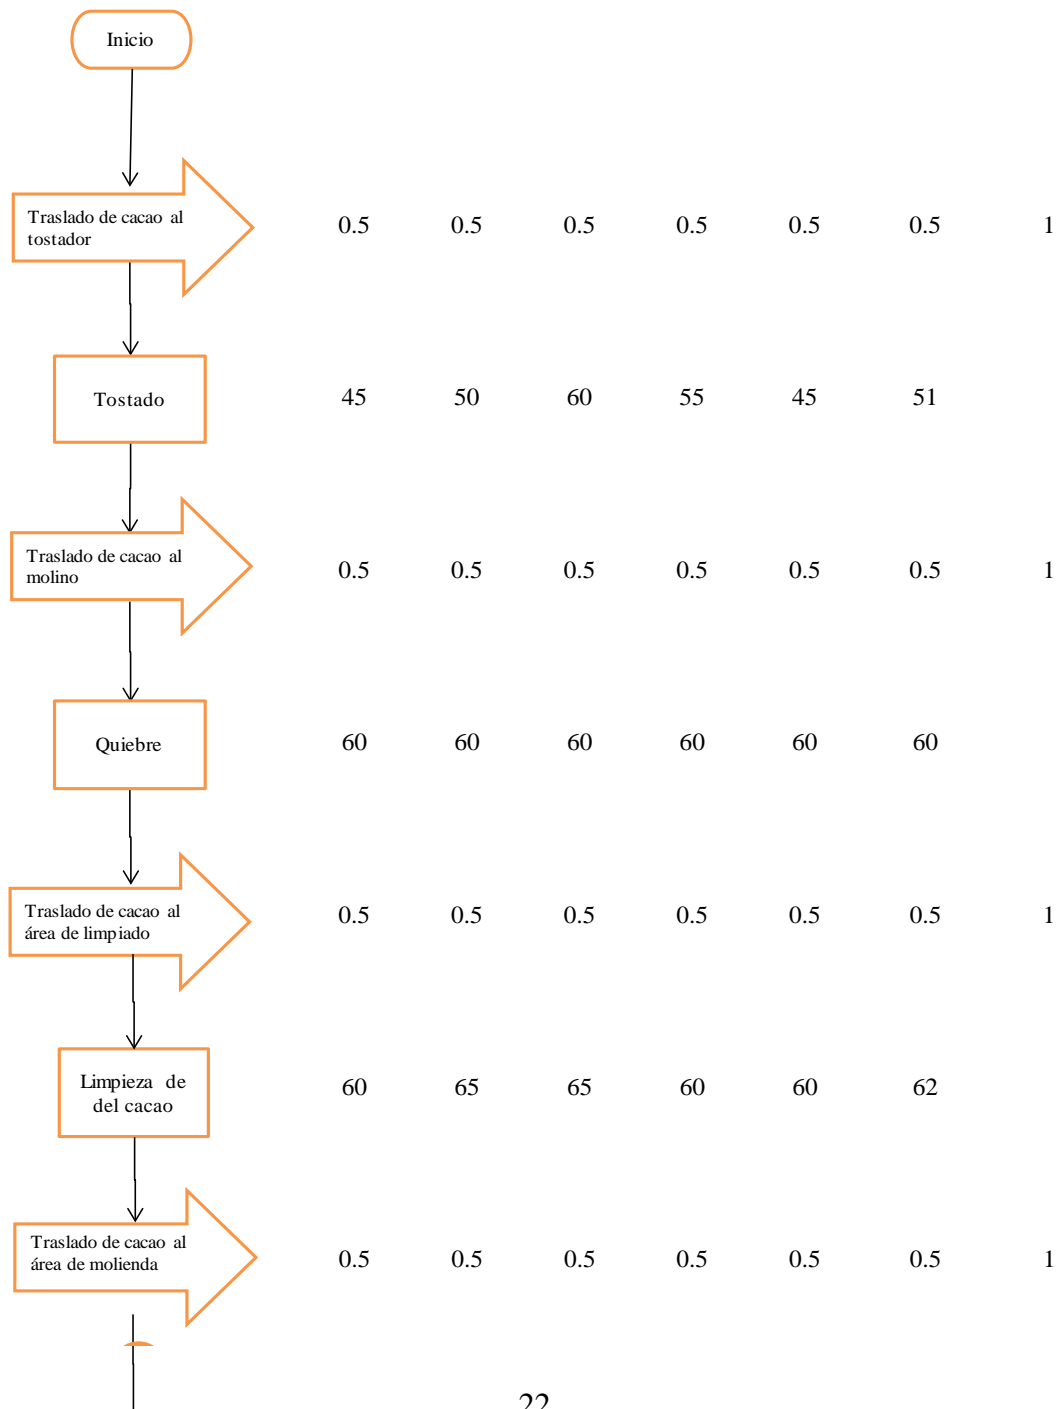 Inicio
Traslado de cacao al
tostador
0.5 0.5 0.5 0.5 0.5 0.5 1
Tostado
45 50 60 55 45 51
Traslado de cacao al
molino
0.5 0.5 0.5 0.5 0.5 0.5 1
Quiebre
60 60 60 60 60 60
Traslado de cacao al
área de limpiado
0.5 0.5 0.5 0.5 0.5 0.5 1
Limpieza de
del cacao
60 65 65 60 60 62
Traslado de cacao al
área de molienda
0.5 0.5 0.5 0.5 0.5 0.5 1
22